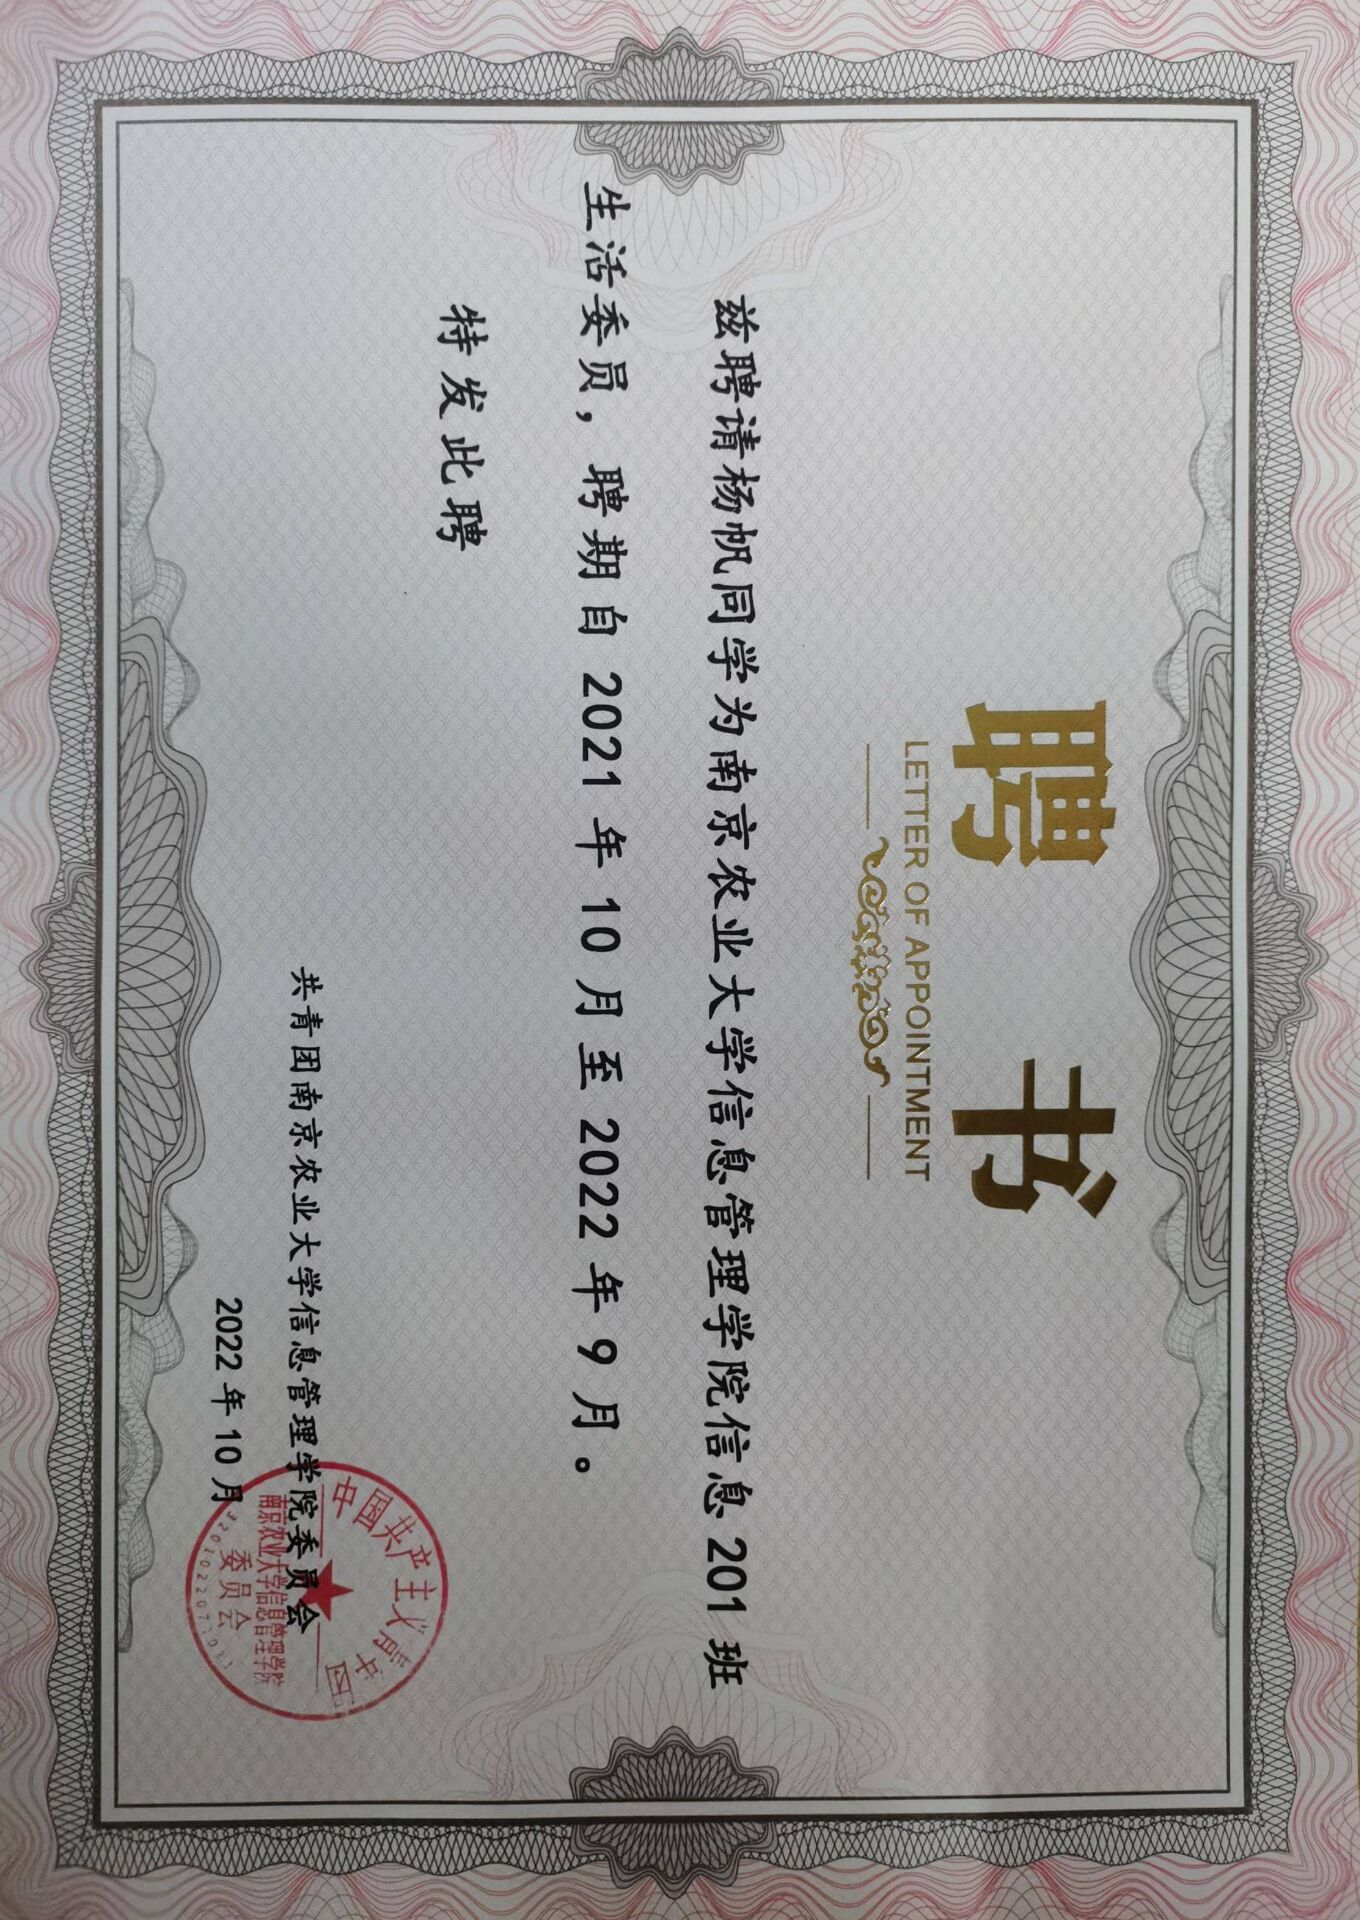 聘 书
LETTER OF APPOINTMENT
兹聘请杨帆同学为南京农业大学信息管理学院信息 201 班
生活委员，聘期自 2021 年 10 月至 2022 年 9 月。
特发此聘
共青团南京农业大学信息管理学院委员会
2022 年 10 月
中国共产主义青年团
南京农业大学信息管理学院
委员会